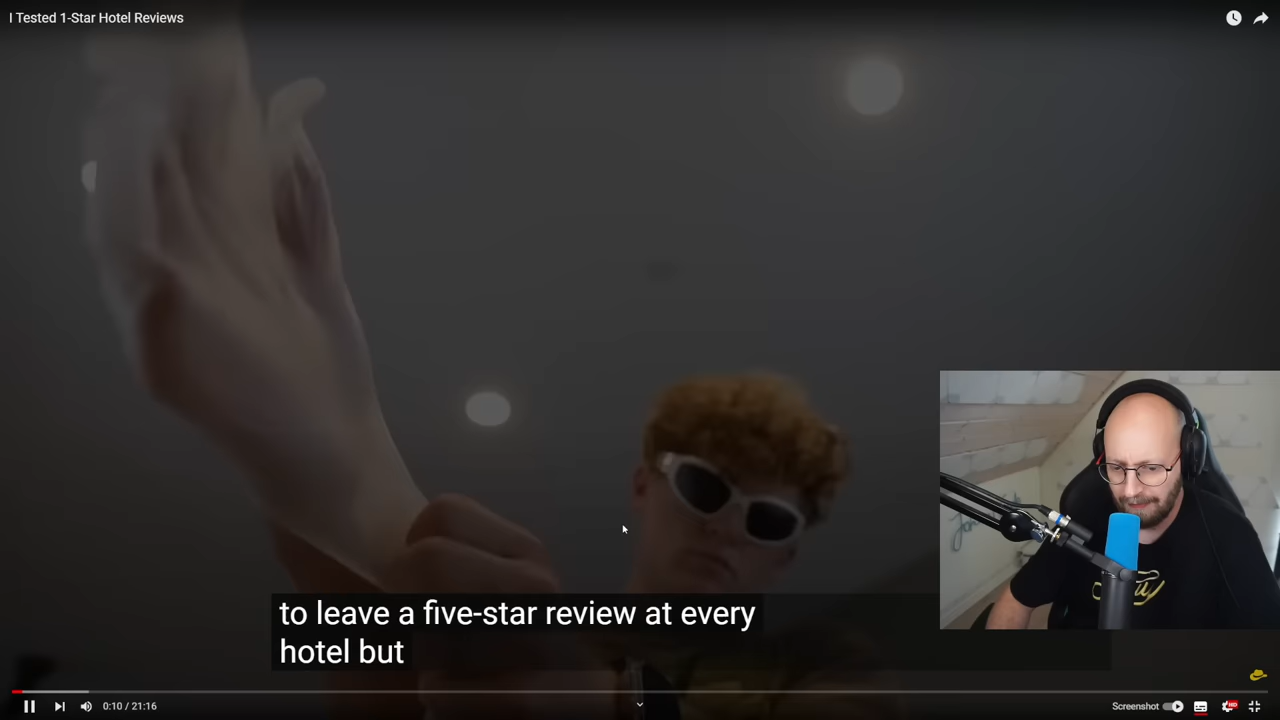 I Tested 1-Star Hotel Reviews
to leave a five-star review at every
hotel but
0:10 / 21:16
Screenshot
HD